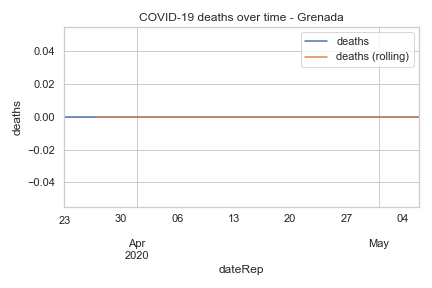 COVID-19 deaths over time - Grenada
deaths
deaths (rolling)
deaths
0.04
0.02
0.00
−0.02
−0.04
23 30 06 13 20 27 04
Apr May
2020
dateRep